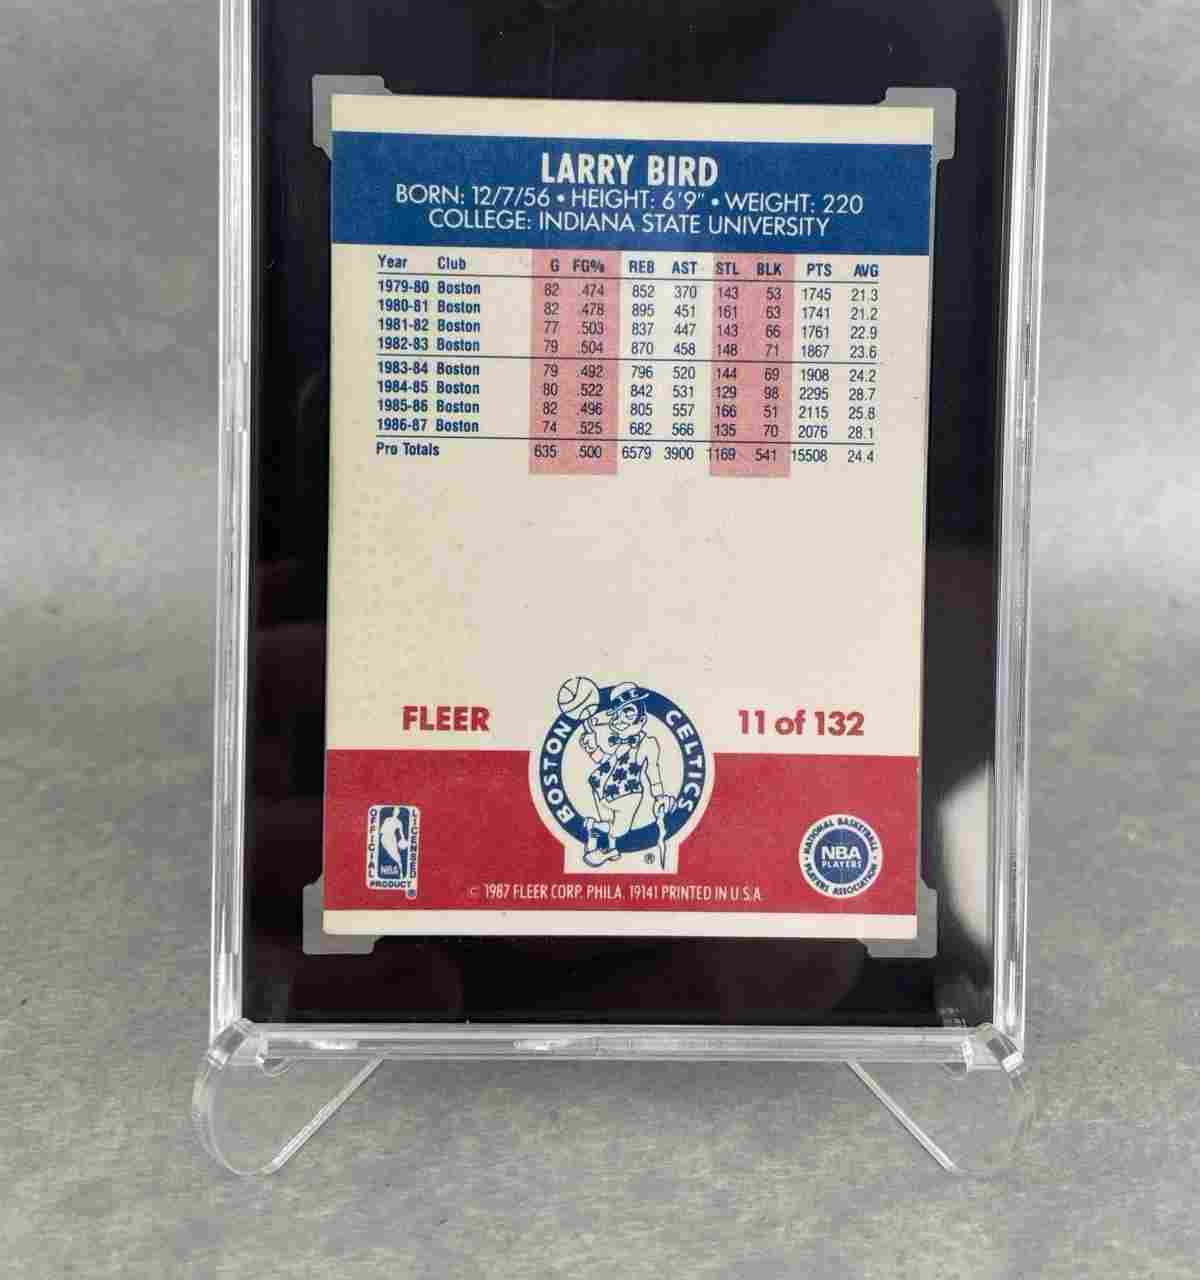 LARRY BIRD
BORN: 12/7/56 • HEIGHT: 6'9" • WEIGHT: 220
COLLEGE: INDIANA STATE UNIVERSITY
Year Club G FG% REB AST STL BLK PTS AVG
1979-80 Boston 82 .474 852 370 143 53 1745 21.3
1980-81 Boston 82 .478 895 451 161 63 1741 21.2
1981-82 Boston 77 .503 837 447 143 66 1761 22.9
1982-83 Boston 79 .504 870 458 148 71 1867 23.6
1983-84 Boston 79 .492 796 520 144 69 1908 24.2
1984-85 Boston 80 .522 842 531 129 98 2295 28.7
1985-86 Boston 82 .496 805 557 166 51 2115 25.8
1986-87 Boston 74 .525 682 566 135 70 2076 28.1
Pro Totals 635 .500 6579 3900 1169 541 15508 24.4
FLEER
11 of 132
BOSTON CELTICS
®
OFFICIAL LICENSED
NBA
PRODUCT ®
NATIONAL BASKETBALL
NBA
PLAYERS
PLAYERS ASSOCIATION
© 1987 FLEER CORP. PHILA. 19141 PRINTED IN U.S.A.